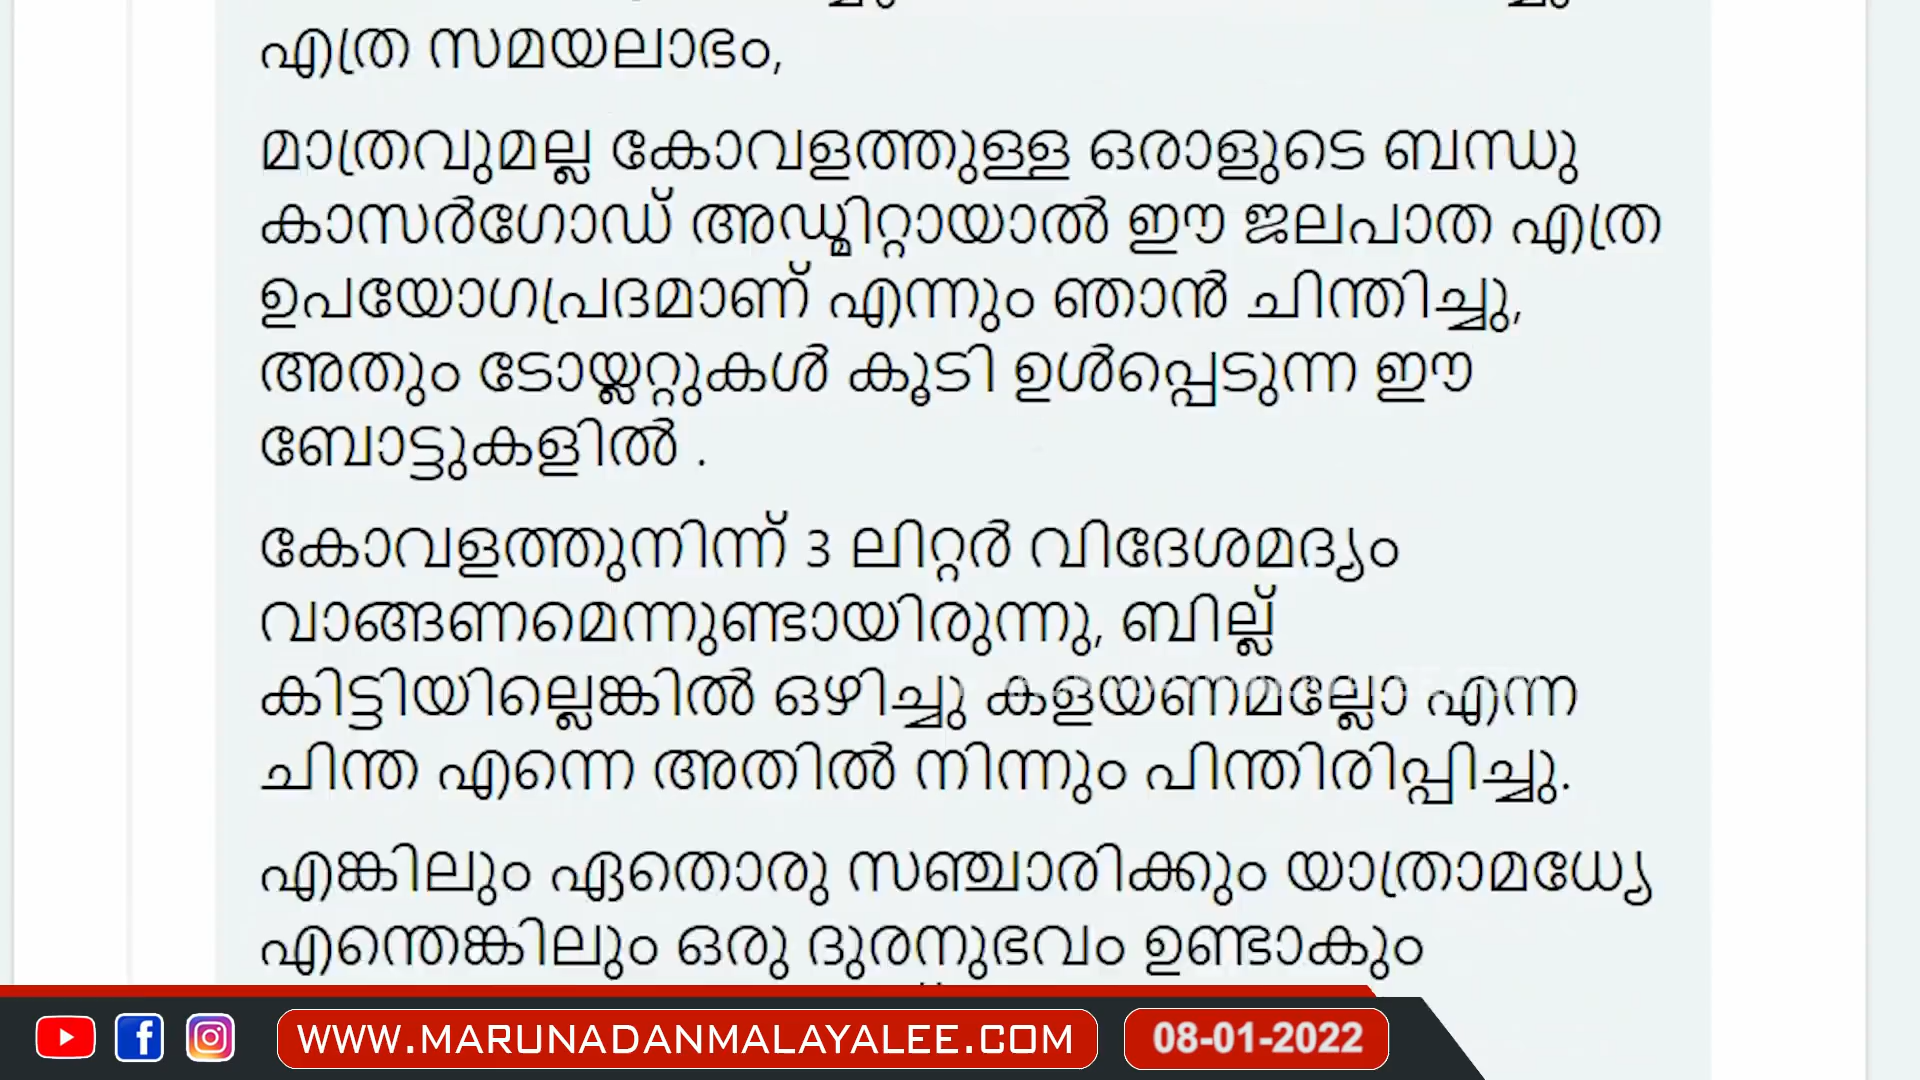 എത്ര സമയലാഭം,
മാത്രവുമല്ല കോവളത്തുള്ള ഒരാളുടെ ബന്ധു
കാസർഗോഡ് അഡ്മിറ്റായാൽ ഈ ജലപാത എത്ര
ഉപയോഗപ്രദമാണ് എന്നും ഞാൻ ചിന്തിച്ചു,
അതും ടോയ്ലറ്റുകൾ കൂടി ഉൾപ്പെടുന്ന ഈ
ബോട്ടുകളിൽ .
കോവളത്തുനിന്ന് 3 ലിറ്റർ വിദേശമദ്യം
വാങ്ങണമെന്നുണ്ടായിരുന്നു, ബില്ല്
കിട്ടിയില്ലെങ്കിൽ ഒഴിച്ചു കളയണമല്ലോ എന്ന
ചിന്ത എന്നെ അതിൽ നിന്നും പിന്തിരിപ്പിച്ചു.
എങ്കിലും ഏതൊരു സഞ്ചാരിക്കും യാത്രാമധ്യേ
എന്തെങ്കിലും ഒരു ദുരനുഭവം ഉണ്ടാകും
WWW.MARUNADANMALAYALEE.COM
08-01-2022